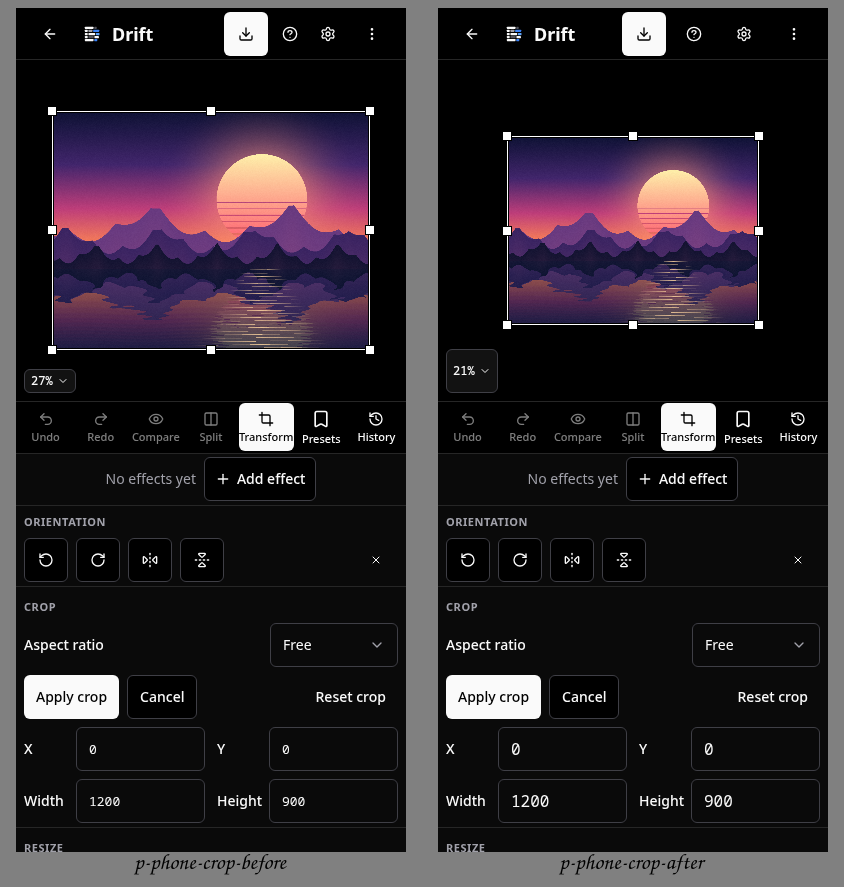 Drift
27%
Undo Redo Compare Split Transform Presets History
No effects yet + Add effect
ORIENTATION
CROP
Aspect ratio Free
Apply crop Cancel Reset crop
X 0 Y 0
Width 1200 Height 900
RESIZE
p-phone-crop-before
Drift
21%
Undo Redo Compare Split Transform Presets History
No effects yet + Add effect
ORIENTATION
CROP
Aspect ratio Free
Apply crop Cancel Reset crop
X 0 Y 0
Width 1200 Height 900
RESIZE
p-phone-crop-after